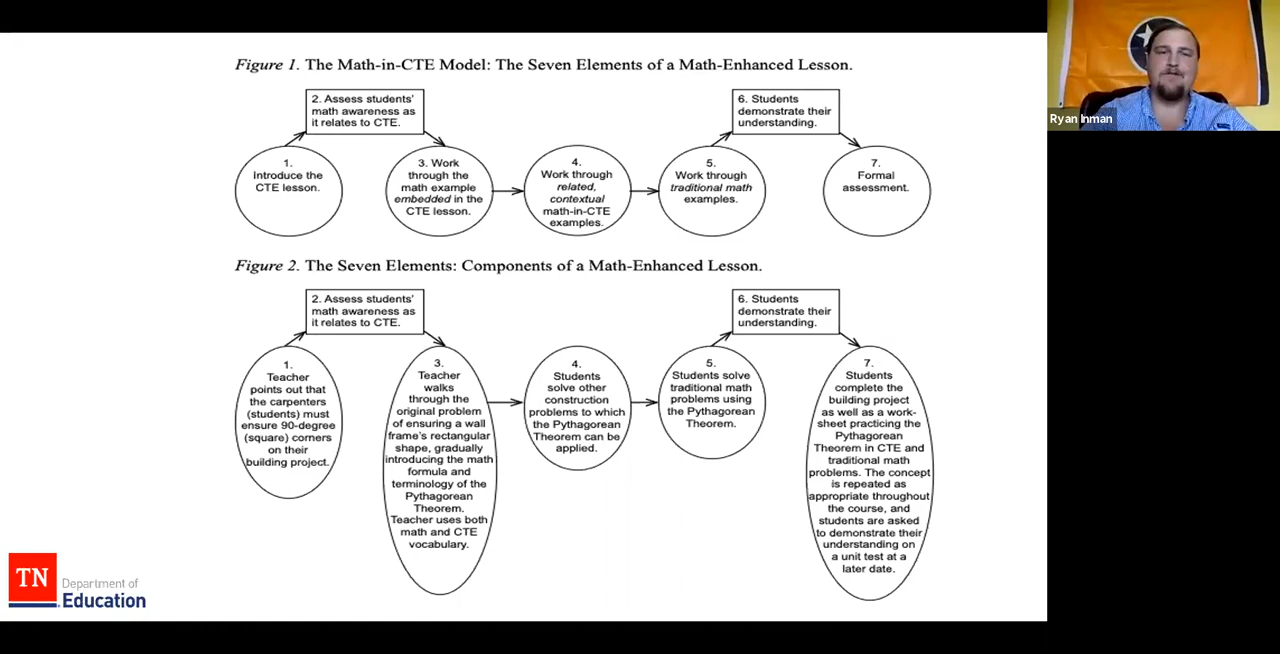 Figure 1. The Math-in-CTE Model: The Seven Elements of a Math-Enhanced Lesson.
1.
Introduce the
CTE lesson.
2. Assess students'
math awareness as
it relates to CTE.
3. Work
through the
math example
embedded in the
CTE lesson.
4.
Work through
related,
contextual
math-in-CTE
examples.
5.
Work through
traditional math
examples.
6. Students
demonstrate their
understanding.
7.
Formal
assessment.
Figure 2. The Seven Elements: Components of a Math-Enhanced Lesson.
1.
Teacher
points out that
the carpenters
(students) must
ensure 90-degree
(square) corners
on their
building project.
2. Assess students'
math awareness as
it relates to CTE.
3.
Teacher
walks
through the
original problem
of ensuring a wall
frame's rectangular
shape, gradually
introducing the math
formula and
terminology of the
Pythagorean
Theorem.
Teacher uses both
math and CTE
vocabulary.
4.
Students
solve other
construction
problems to which
the Pythagorean
Theorem can be
applied.
5.
Students solve
traditional math
problems using
the Pythagorean
Theorem.
6. Students
demonstrate their
understanding.
7.
Students
complete the
building project
as well as a work-
sheet practicing the
Pythagorean
Theorem in CTE and
traditional math
problems. The concept
is repeated as
appropriate throughout
the course, and
students are asked
to demonstrate their
understanding on
a unit test at a
later date.
TN
Department of
Education
Ryan Inman